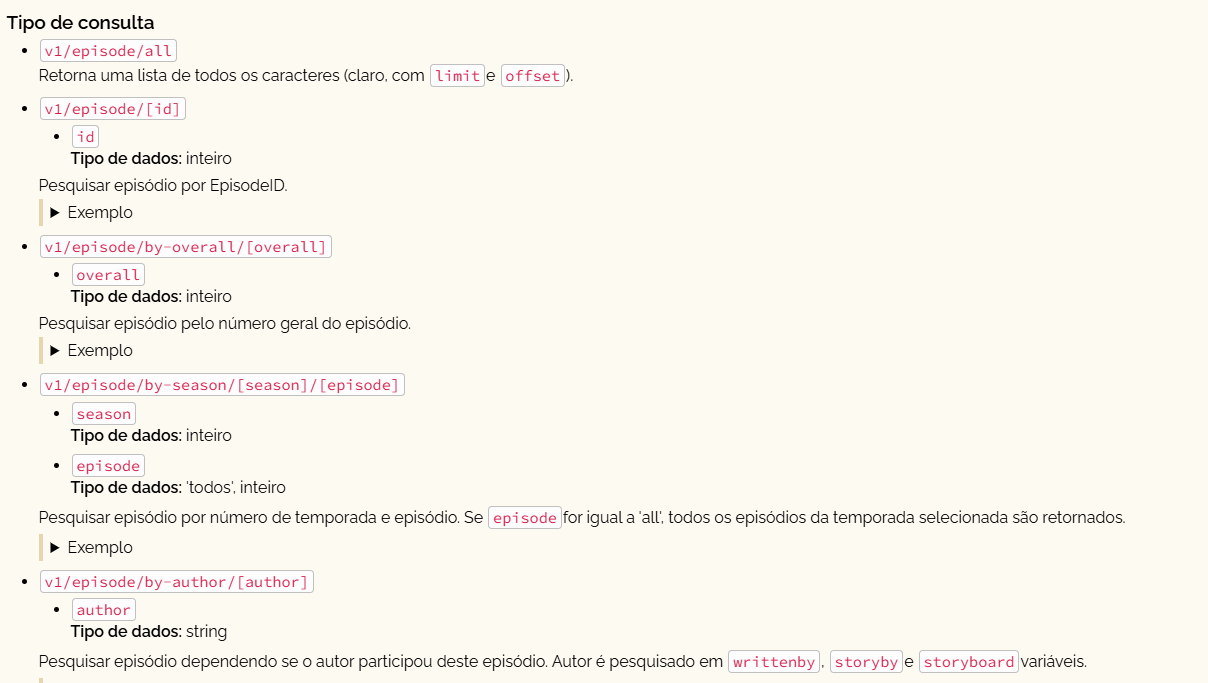 Tipo de consulta
v1/episode/all
Retorna uma lista de todos os caracteres (claro, com limit e offset).
v1/episode/[id]
id
Tipo de dados: inteiro
Pesquisar episódio por EpisodeID.
Exemplo
v1/episode/by-overall/[overall]
overall
Tipo de dados: inteiro
Pesquisar episódio pelo número geral do episódio.
Exemplo
v1/episode/by-season/[season]/[episode]
season
Tipo de dados: inteiro
episode
Tipo de dados: 'todos', inteiro
Pesquisar episódio por número de temporada e episódio. Se episode for igual a 'all', todos os episódios da temporada selecionada são retornados.
Exemplo
v1/episode/by-author/[author]
author
Tipo de dados: string
Pesquisar episódio dependendo se o autor participou deste episódio. Autor é pesquisado em writtenby, storyby e storyboard variáveis.